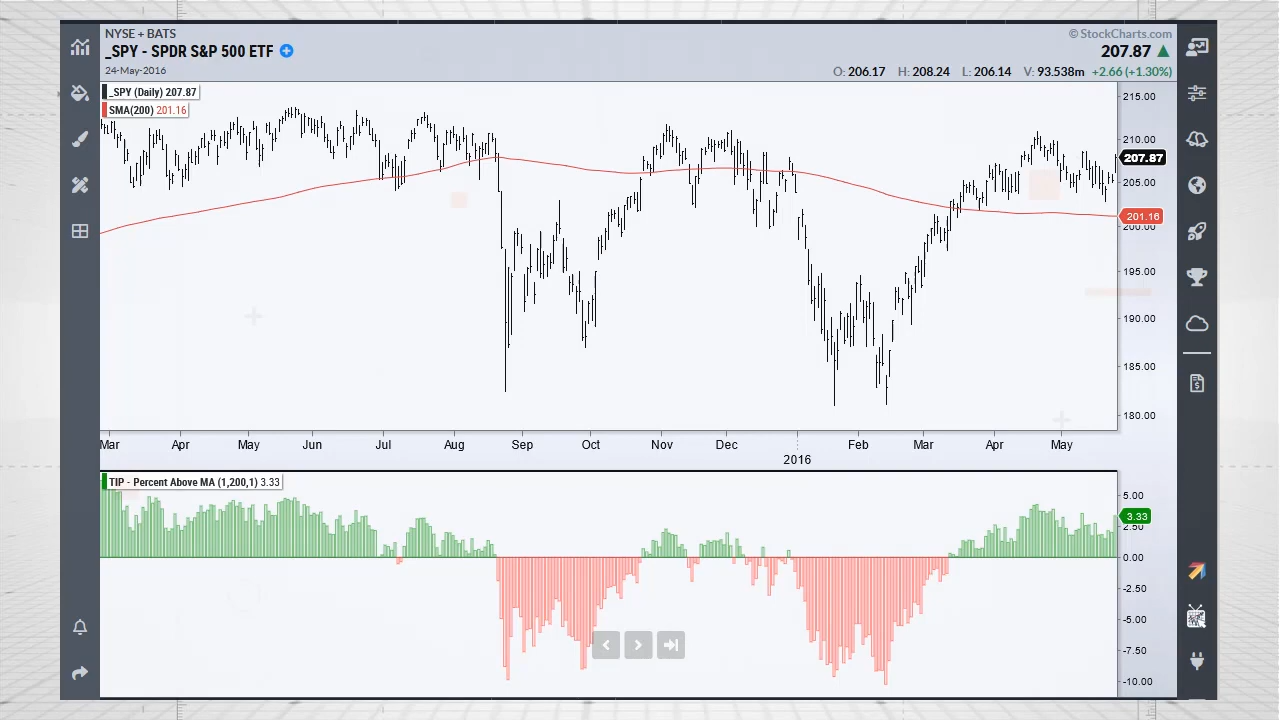 NYSE + BATS
_SPY - SPDR S&P 500 ETF
24-May-2016
© StockCharts.com
207.87
O: 206.17 H: 208.24 L: 206.14 V: 93.538m +2.66 (+1.30%)
_SPY (Daily) 207.87
SMA(200) 201.16
215.00
210.00
207.87
205.00
201.16
200.00
195.00
190.00
185.00
180.00
Mar Apr May Jun Jul Aug Sep Oct Nov Dec Feb Mar Apr May
2016
TIP - Percent Above MA (1,200,1) 3.33
5.00
3.33
2.50
0.00
-2.50
-5.00
-7.50
-10.00